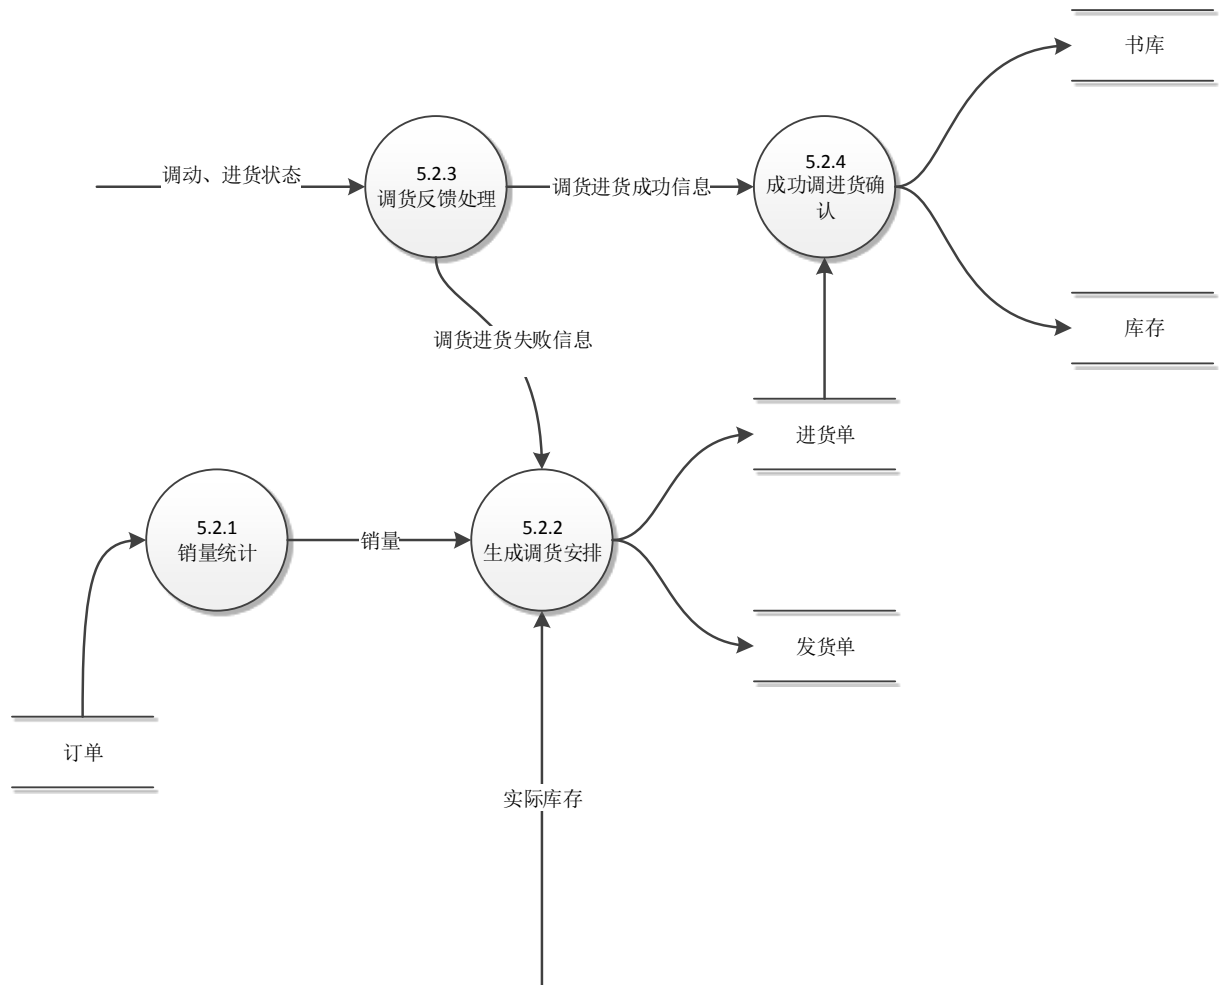 书库
5.2.3
调货反馈处理
调动、进货状态
调货进货成功信息
5.2.4
成功调进货确
认
库存
调货进货失败信息
进货单
5.2.1
销量统计
销量
5.2.2
生成调货安排
发货单
订单
实际库存